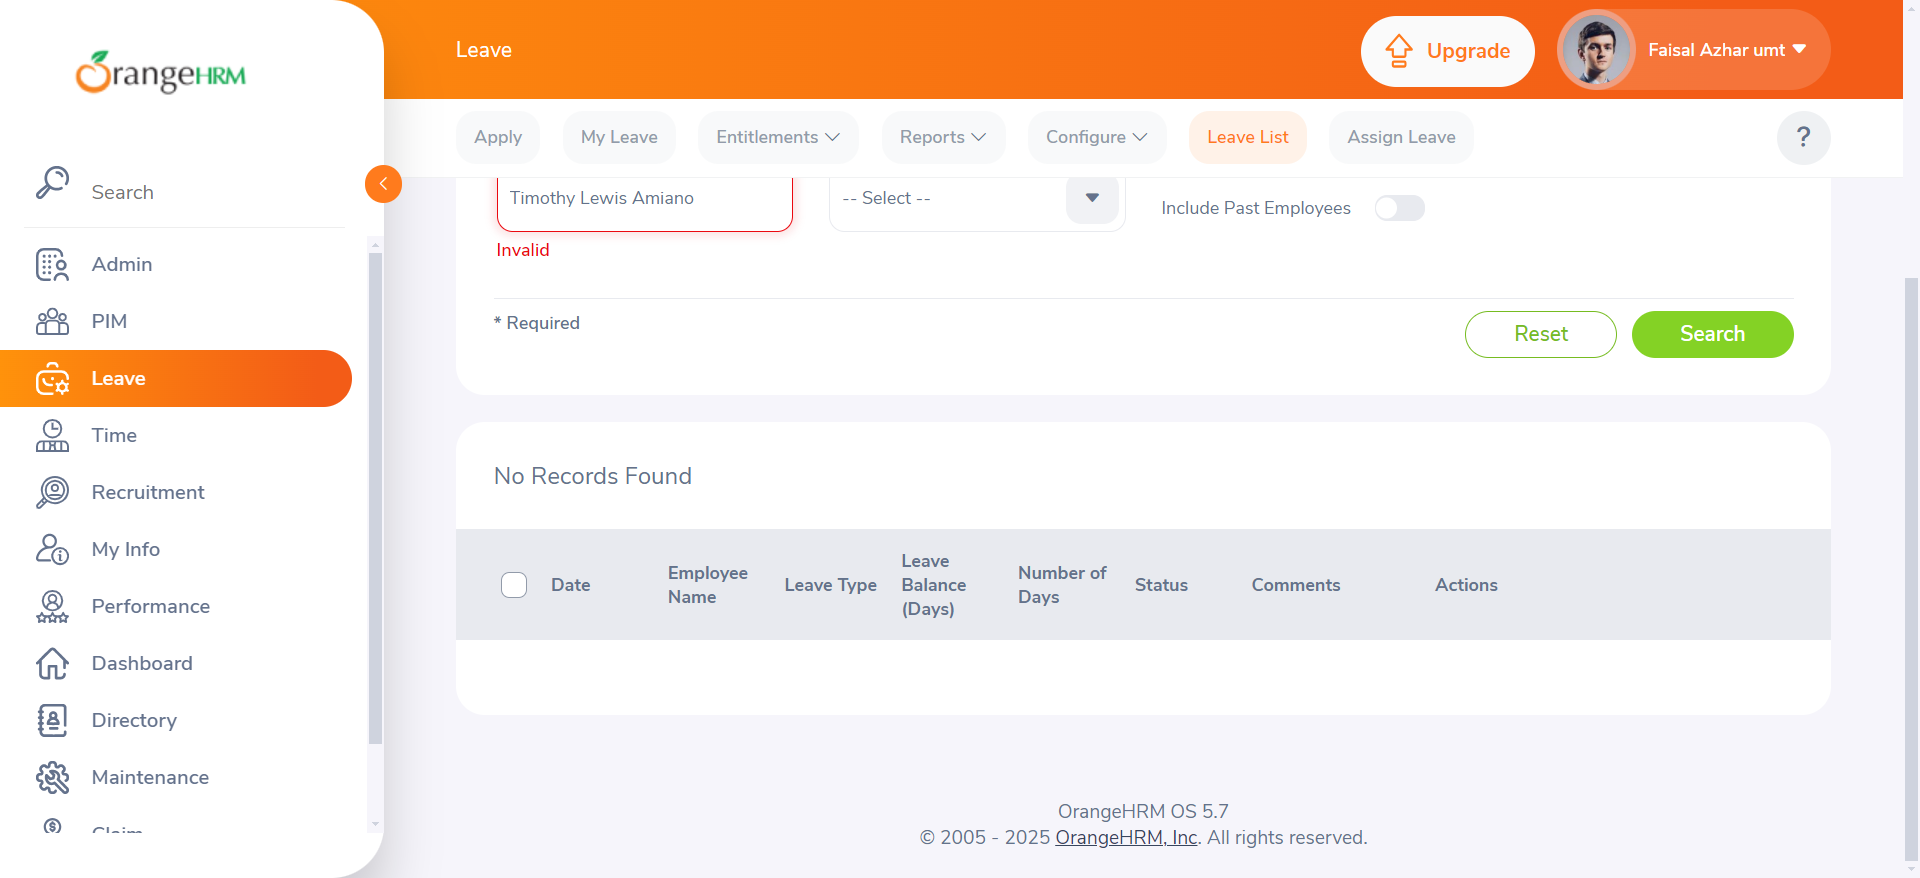 OrangeHRM
Leave
Upgrade
Faisal Azhar umt
Apply
My Leave
Entitlements
Reports
Configure
Leave List
Assign Leave
?
Search
Admin
PIM
Leave
Time
Recruitment
My Info
Performance
Dashboard
Directory
Maintenance
Claim
Timothy Lewis Amiano
-- Select --
Include Past Employees
Invalid
* Required
Reset
Search
No Records Found
Date
Employee Name
Leave Type
Leave Balance (Days)
Number of Days
Status
Comments
Actions
OrangeHRM OS 5.7
© 2005 - 2025 OrangeHRM, Inc. All rights reserved.